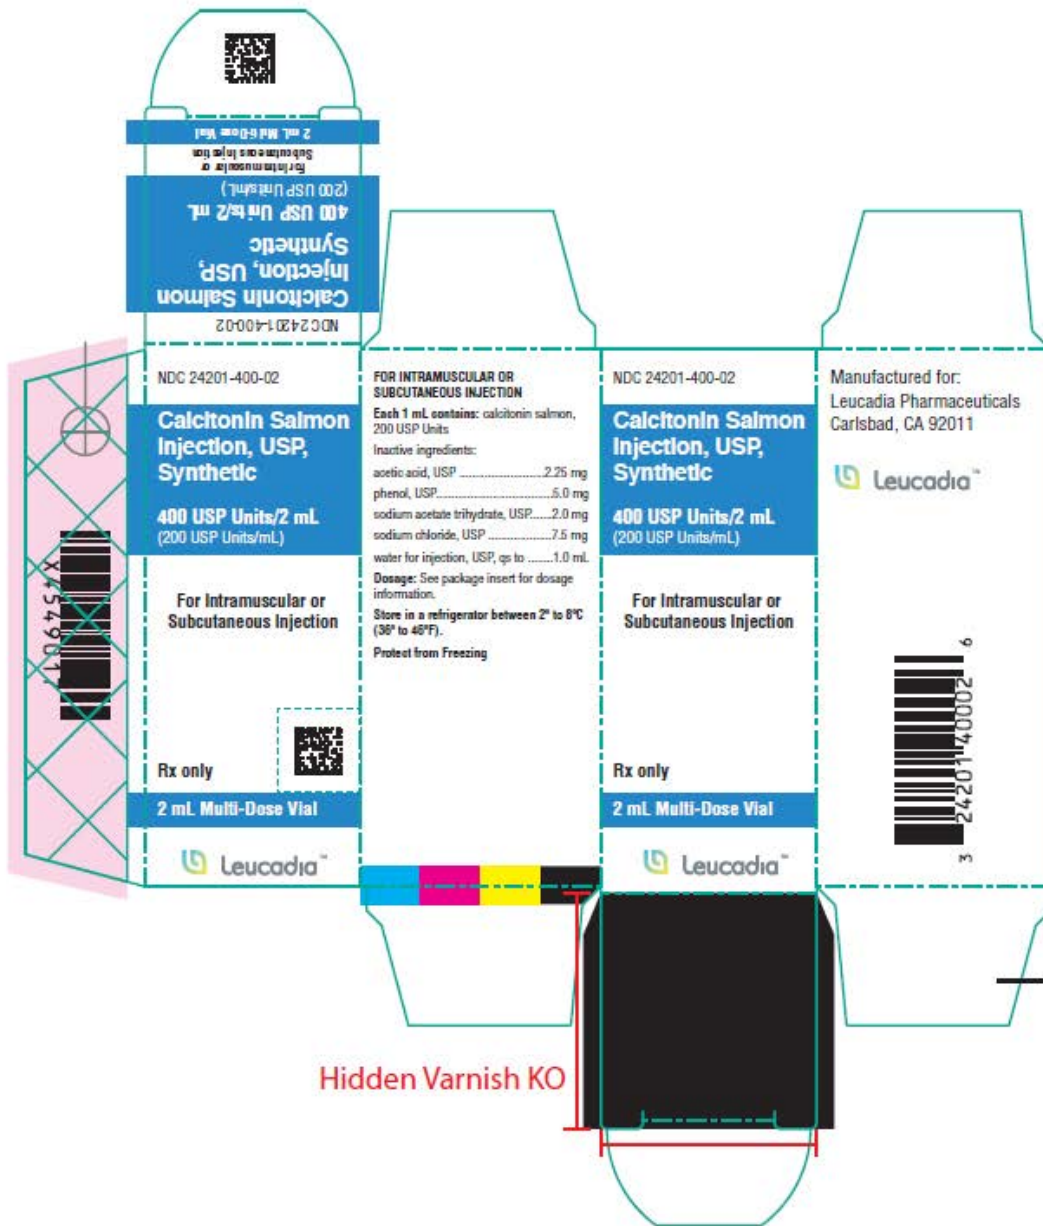 2 mL Multi-Dose Vial
For Intramuscular or
Subcutaneous Injection
(200 USP Units/mL)
400 USP Units/2 mL
Calcitonin Salmon
Injection, USP,
Synthetic
NDC 24201-400-02
NDC 24201-400-02
Calcitonin Salmon
Injection, USP,
Synthetic
400 USP Units/2 mL
(200 USP Units/mL)
For Intramuscular or
Subcutaneous Injection
Rx only
2 mL Multi-Dose Vial
Leucadia™
FOR INTRAMUSCULAR OR
SUBCUTANEOUS INJECTION
Each 1 mL contains: calcitonin salmon,
200 USP Units
Inactive ingredients:
acetic acid, USP ..........................2.25 mg
phenol, USP...................................5.0 mg
sodium acetate trihydrate, USP......2.0 mg
sodium chloride, USP ...................7.5 mg
water for injection, USP, qs to ........1.0 mL
Dosage: See package insert for dosage
information.
Store in a refrigerator between 2º to 8ºC
(36º to 46ºF).
Protect from Freezing
NDC 24201-400-02
Calcitonin Salmon
Injection, USP,
Synthetic
400 USP Units/2 mL
(200 USP Units/mL)
For Intramuscular or
Subcutaneous Injection
Rx only
2 mL Multi-Dose Vial
Leucadia™
Manufactured for:
Leucadia Pharmaceuticals
Carlsbad, CA 92011
Leucadia™
3 24201 40002 6
Hidden Varnish KO